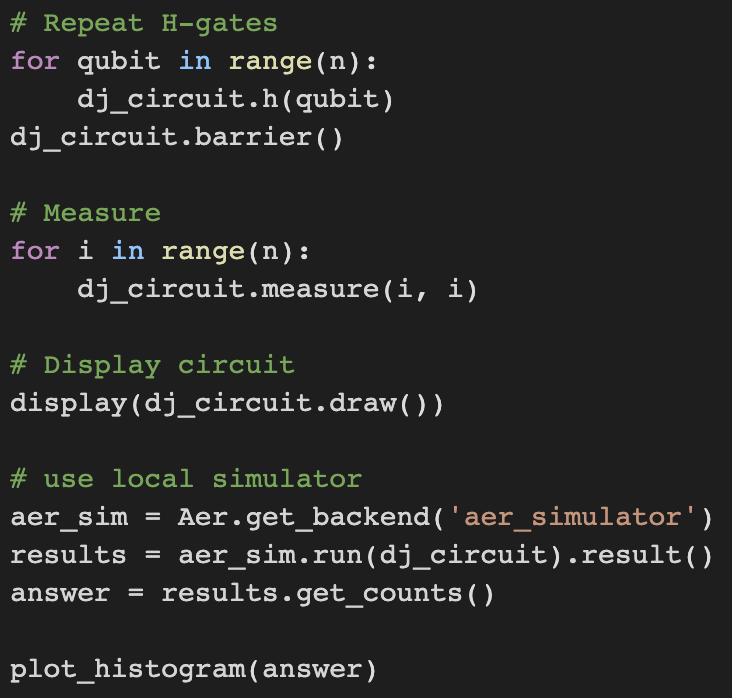 # Repeat H-gates
for qubit in range(n):
    dj_circuit.h(qubit)
dj_circuit.barrier()

# Measure
for i in range(n):
    dj_circuit.measure(i, i)

# Display circuit
display(dj_circuit.draw())

# use local simulator
aer_sim = Aer.get_backend('aer_simulator')
results = aer_sim.run(dj_circuit).result()
answer = results.get_counts()

plot_histogram(answer)